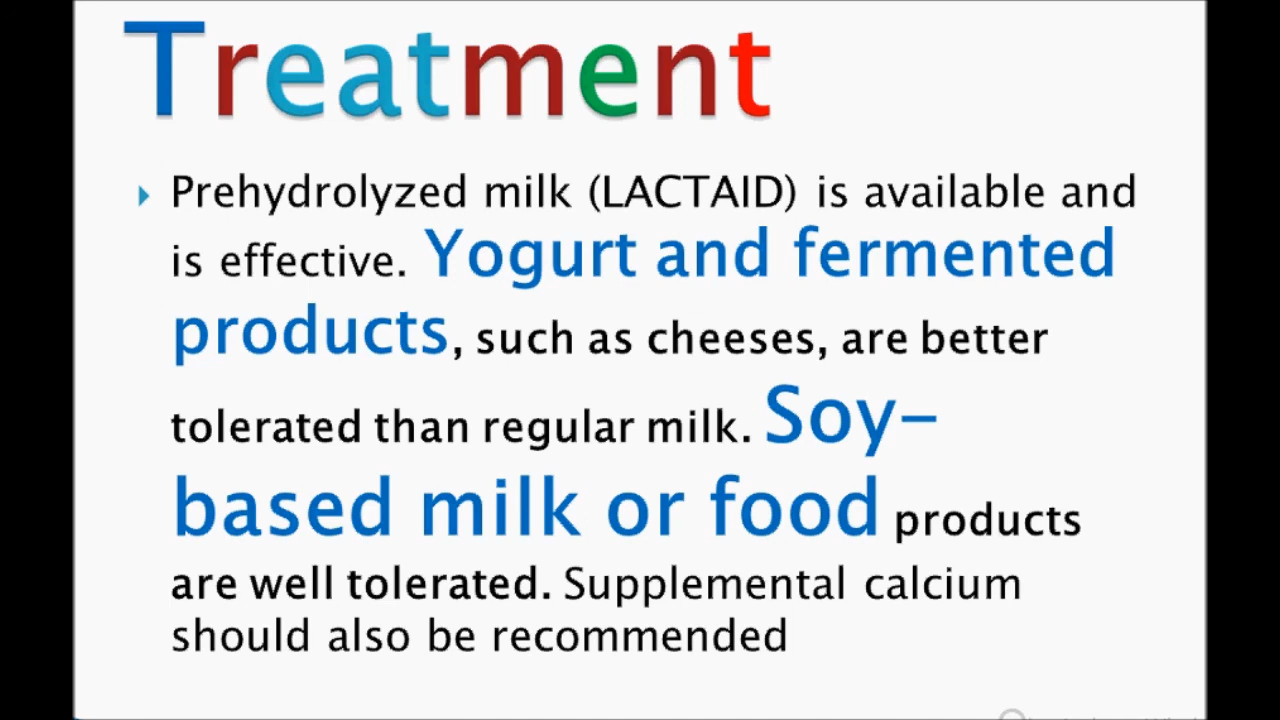 Treatment
Prehydrolyzed milk (LACTAID) is available and
is effective. Yogurt and fermented
products, such as cheeses, are better
tolerated than regular milk. Soy-
based milk or food products
are well tolerated. Supplemental calcium
should also be recommended